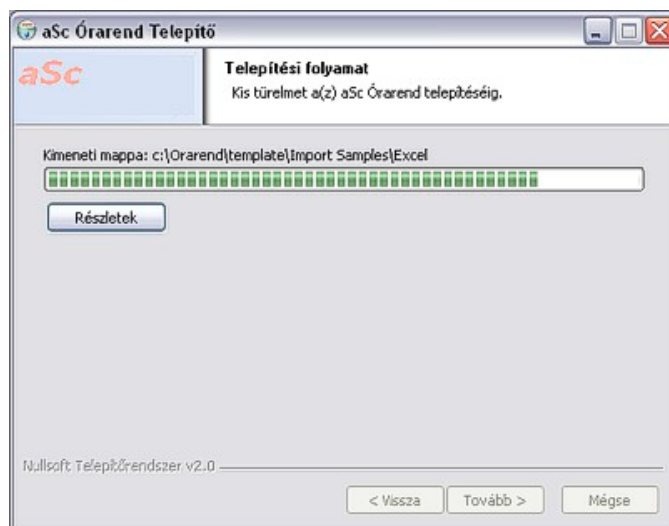 aSc Órarend Telepítő
aSc
Telepítési folyamat
Kis türelmet a(z) aSc Órarend telepítéséig.
Kimeneti mappa: c:\Orarend\template\Import Samples\Excel
Részletek
Nullsoft Telepítőrendszer v2.0
< Vissza
Tovább >
Mégse